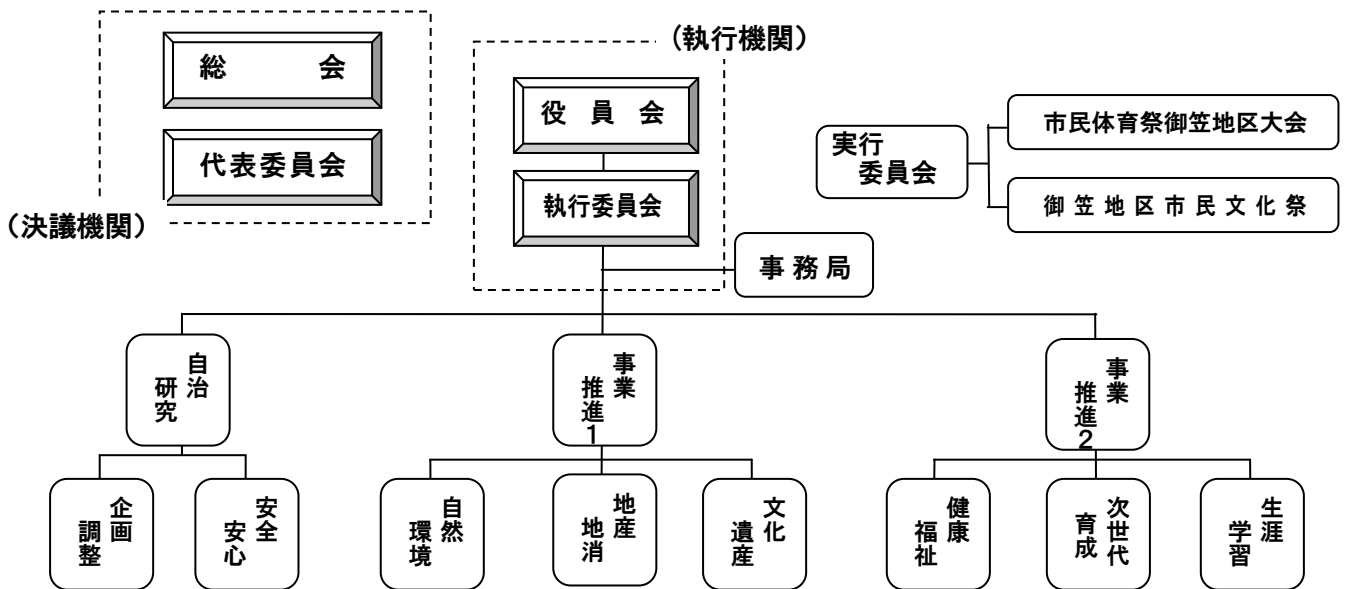 総　　会
代表委員会
（決議機関）
（執行機関）
役 員 会
執行委員会
事 務 局
実行
委員会
市民体育祭御笠地区大会
御 笠 地 区 市 民 文 化 祭
自治
研究
事業
推進1
事業
推進2
企画
調整
安全
安心
自然
環境
地産
地消
文化
遺産
健康
福祉
次世代
育成
生涯
学習